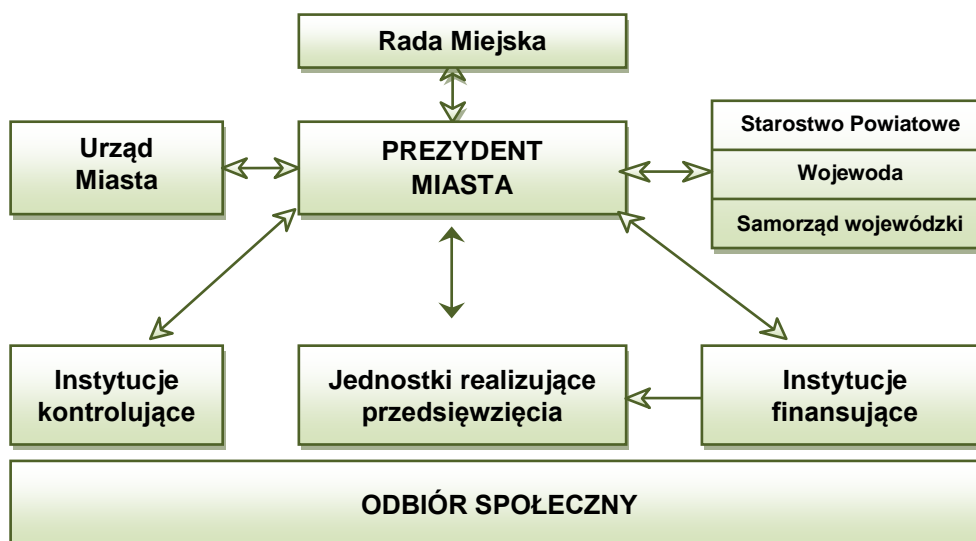 Rada Miejska
Urząd
Miasta
PREZYDENT
MIASTA
Starostwo Powiatowe
Wojewoda
Samorząd wojewódzki
Instytucje
kontrolujące
Jednostki realizujące
przedsięwzięcia
Instytucje
finansujące
ODBIÓR SPOŁECZNY